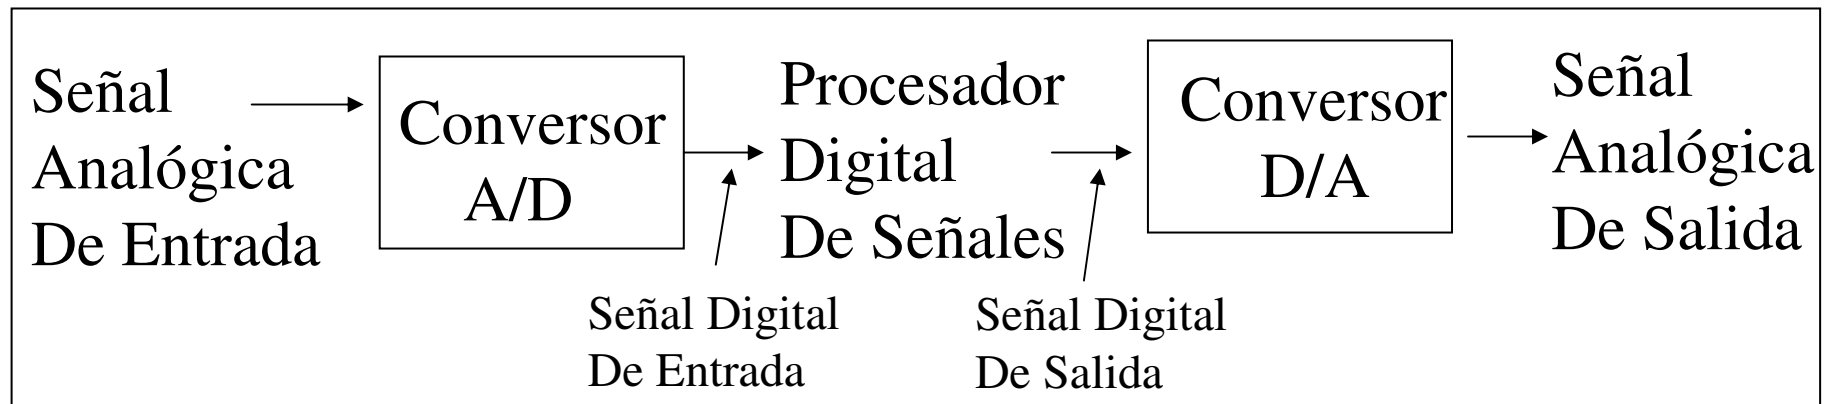 Señal
Analógica
De Entrada
Conversor
A/D
Procesador
Digital
De Señales
Conversor
D/A
Señal
Analógica
De Salida
Señal Digital
De Entrada
Señal Digital
De Salida